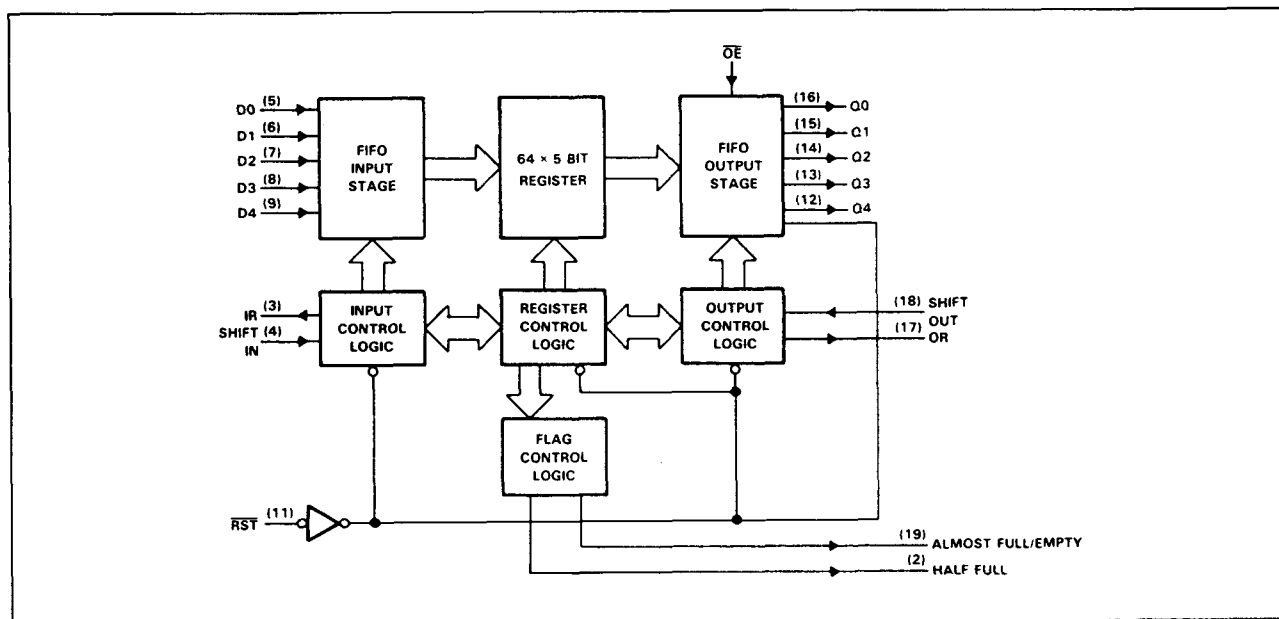 OE
D0 (5)
D1 (6)
D2 (7)
D3 (8)
D4 (9)
FIFO
INPUT
STAGE
64 × 5 BIT
REGISTER
FIFO
OUTPUT
STAGE
(16) Q0
(15) Q1
(14) Q2
(13) Q3
(12) Q4
IR (3)
SHIFT (4)
IN
INPUT
CONTROL
LOGIC
REGISTER
CONTROL
LOGIC
OUTPUT
CONTROL
LOGIC
(18) SHIFT
OUT
(17) OR
FLAG
CONTROL
LOGIC
RST (11)
(19) ALMOST FULL/EMPTY
(2) HALF FULL